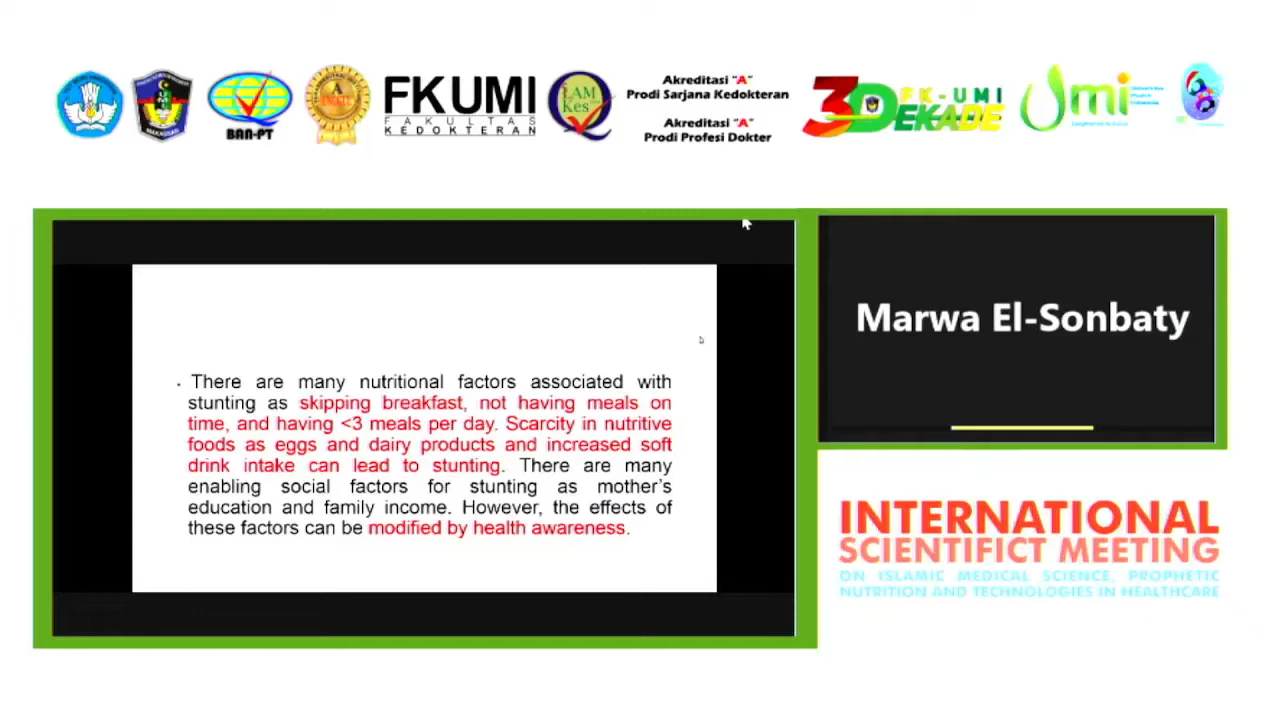 BAN-PT
FK UMI
FAKULTAS
KEDOKTERAN
LAM
Kes
Akreditasi "A"
Prodi Sarjana Kedokteran
Akreditasi "A"
Prodi Profesi Dokter
3 DEKADE
FK-UMI
umi
Marwa El-Sonbaty
There are many nutritional factors associated with
stunting as skipping breakfast, not having meals on
time, and having <3 meals per day. Scarcity in nutritive
foods as eggs and dairy products and increased soft
drink intake can lead to stunting. There are many
enabling social factors for stunting as mother's
education and family income. However, the effects of
these factors can be modified by health awareness.
INTERNATIONAL
SCIENTIFICT MEETING
ON ISLAMIC MEDICAL SCIENCE, PROPHETIC
NUTRITION AND TECHNOLOGIES IN HEALTHCARE